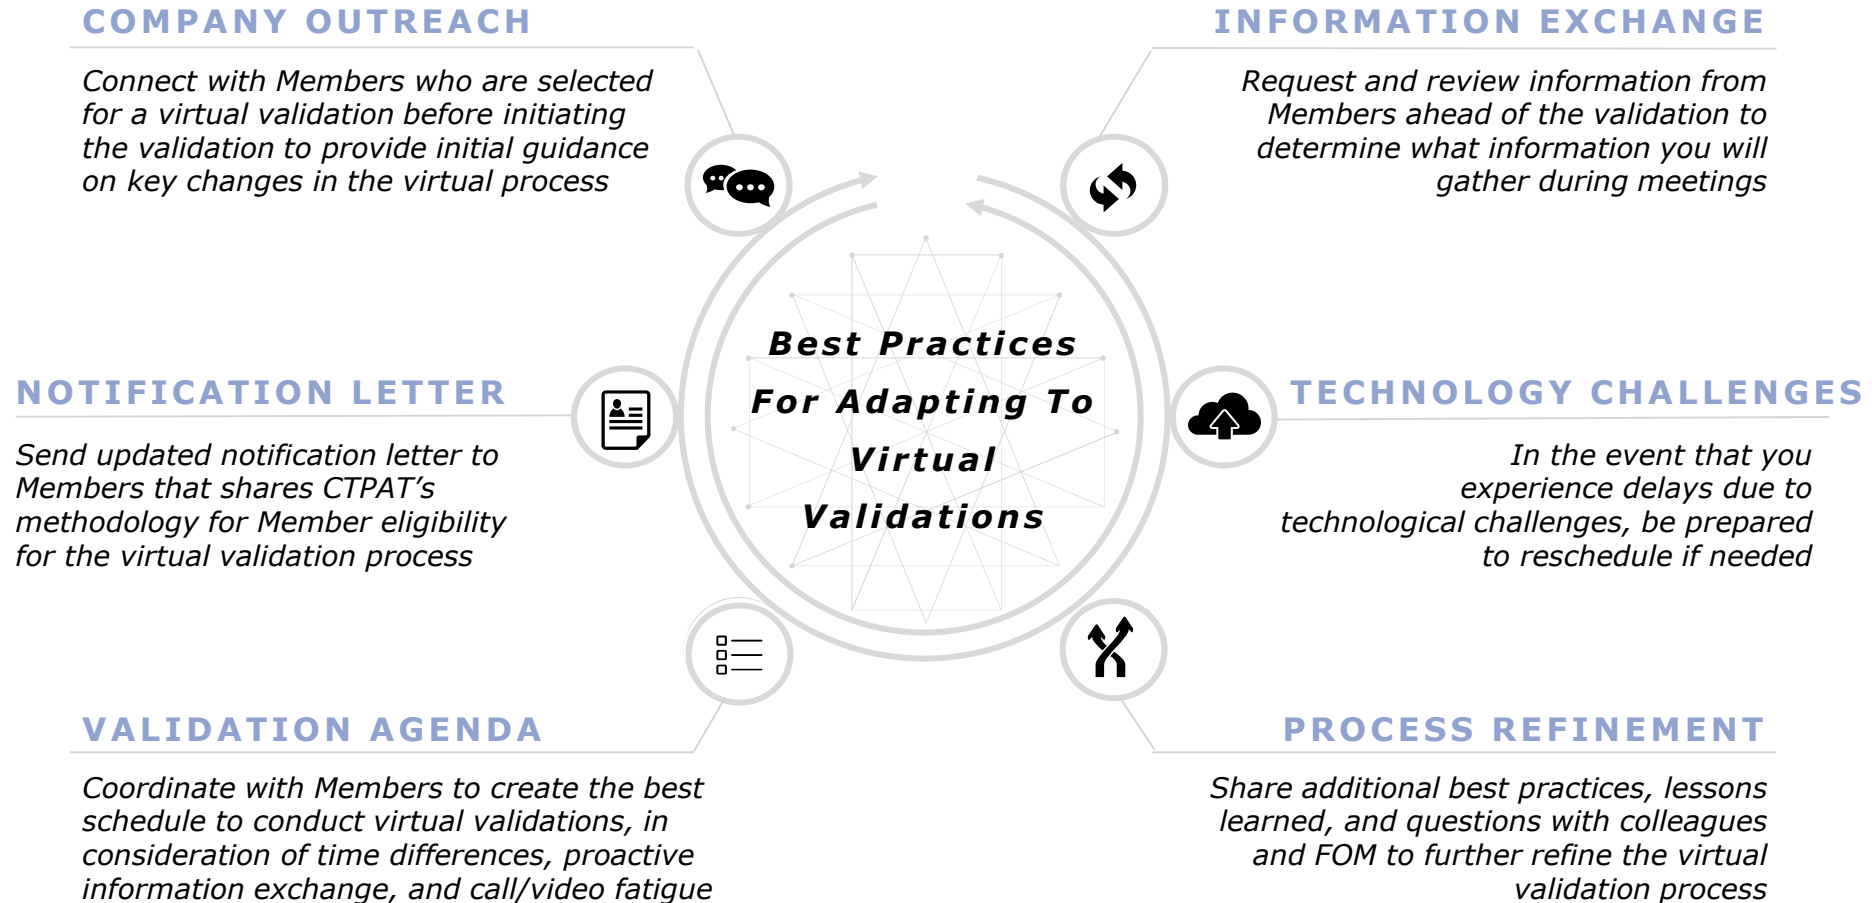 COMPANY OUTREACH
Connect with Members who are selected
for a virtual validation before initiating
the validation to provide initial guidance
on key changes in the virtual process
INFORMATION EXCHANGE
Request and review information from
Members ahead of the validation to
determine what information you will
gather during meetings
Best Practices
For Adapting To
Virtual
Validations
NOTIFICATION LETTER
Send updated notification letter to
Members that shares CTPAT’s
methodology for Member eligibility
for the virtual validation process
TECHNOLOGY CHALLENGES
In the event that you
experience delays due to
technological challenges, be prepared
to reschedule if needed
VALIDATION AGENDA
Coordinate with Members to create the best
schedule to conduct virtual validations, in
consideration of time differences, proactive
information exchange, and call/video fatigue
PROCESS REFINEMENT
Share additional best practices, lessons
learned, and questions with colleagues
and FOM to further refine the virtual
validation process